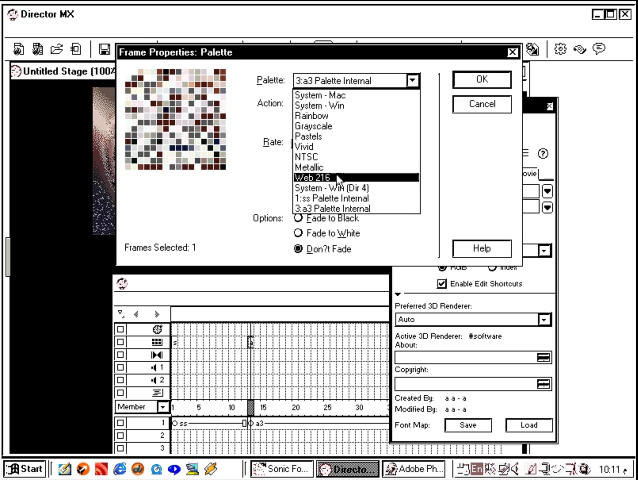 Director MX
Frame Properties: Palette
Untitled Stage (100%
Palette: 3:a3 Palette Internal
OK
Action:
Cancel
System - Mac
System - Win
Rainbow
Grayscale
Pastels
Rate:
Vivid
NTSC
Metallic
Web 216
System - Win (Dir 4)
1:ss Palette Internal
3:a3 Palette Internal
Options: Fade to Black
Fade to White
Frames Selected: 1
Don?t Fade
Help
ovie
RGB Index
Enable Edit Shortcuts
Preferred 3D Renderer:
Auto
Active 3D Renderer: #software
About:
Copyright:
Created By: a a - a
Modified By: a a - a
Font Map: Save Load
s a
1
2
Member 1 5 10 15 20 25 30
1 ss a3
2
3
Start Sonic Fo... Directo... Adobe Ph... En 10:11 م